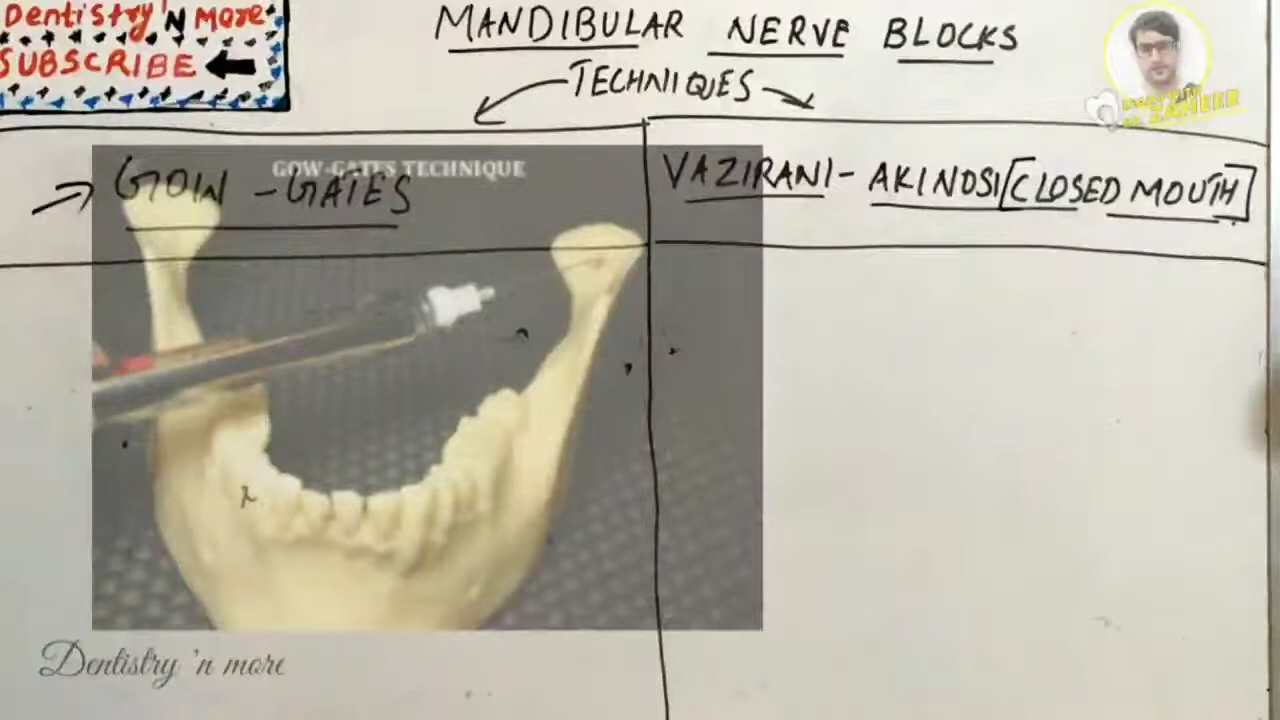 Dentistry 'N More
SUBSCRIBE
MANDIBULAR NERVE BLOCKS
TECHNIQUES
GOW-GATES TECHNIQUE
GOW - GATES
VAZIRANI - AKINOSI [CLOSED MOUTH]
Dentistry 'n more